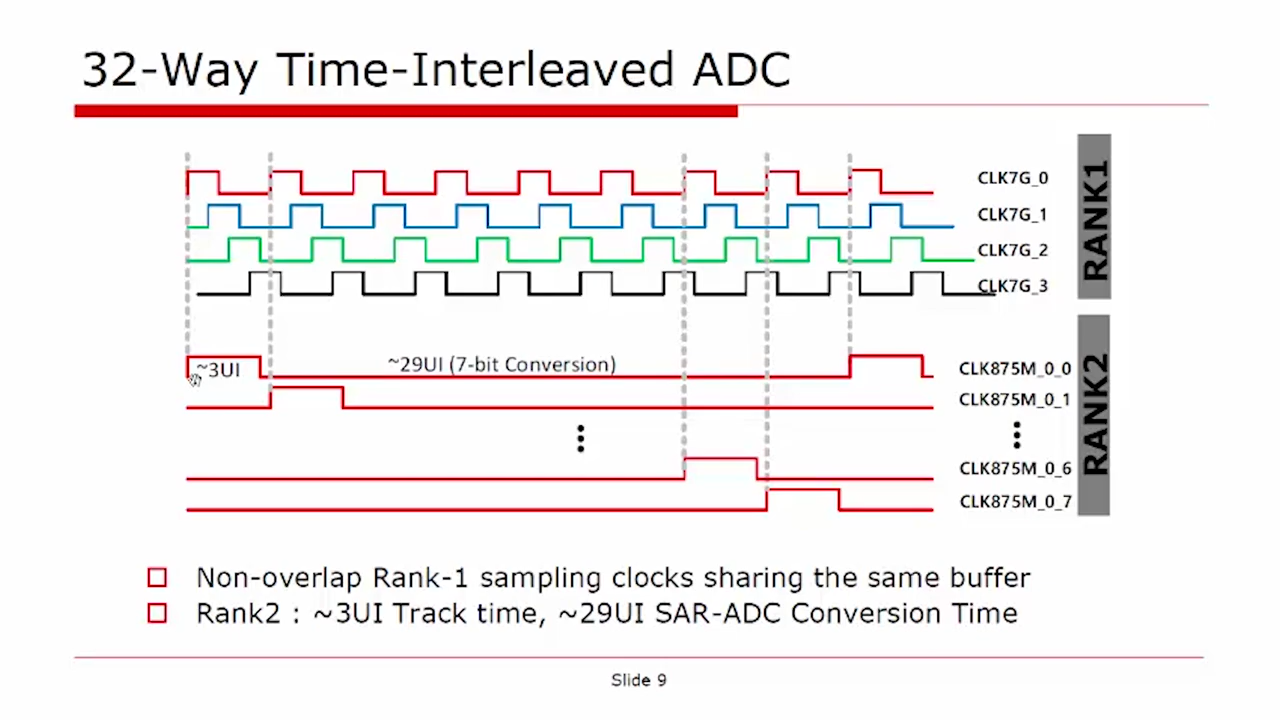 32-Way Time-Interleaved ADC
CLK7G_0
CLK7G_1
CLK7G_2
CLK7G_3
RANK1
~3UI
~29UI (7-bit Conversion)
CLK875M_0_0
CLK875M_0_1
CLK875M_0_6
CLK875M_0_7
RANK2
Non-overlap Rank-1 sampling clocks sharing the same buffer
Rank2 : ~3UI Track time, ~29UI SAR-ADC Conversion Time
Slide 9